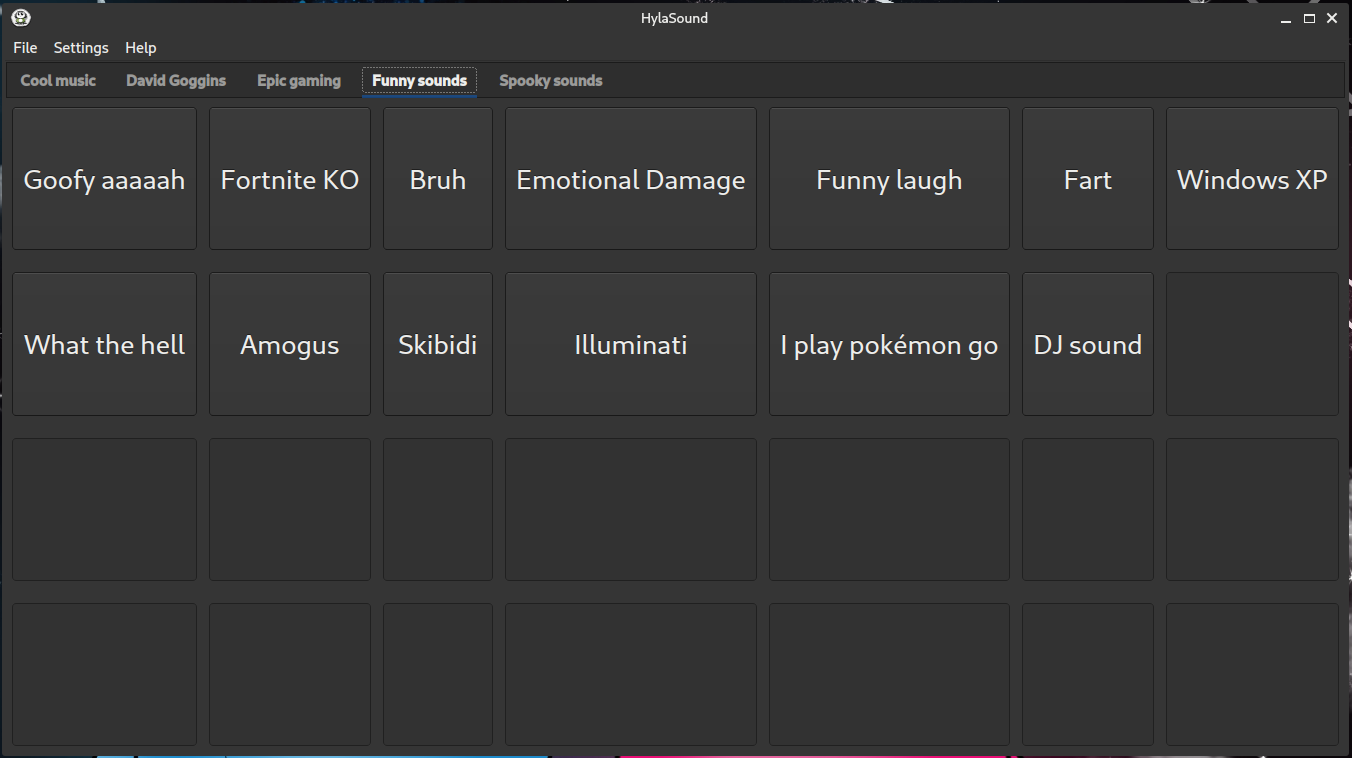 HylaSound
File Settings Help
Cool music David Goggins Epic gaming Funny sounds Spooky sounds
Goofy aaaaah Fortnite KO Bruh Emotional Damage Funny laugh Fart Windows XP
What the hell Amogus Skibidi Illuminati I play pokémon go DJ sound